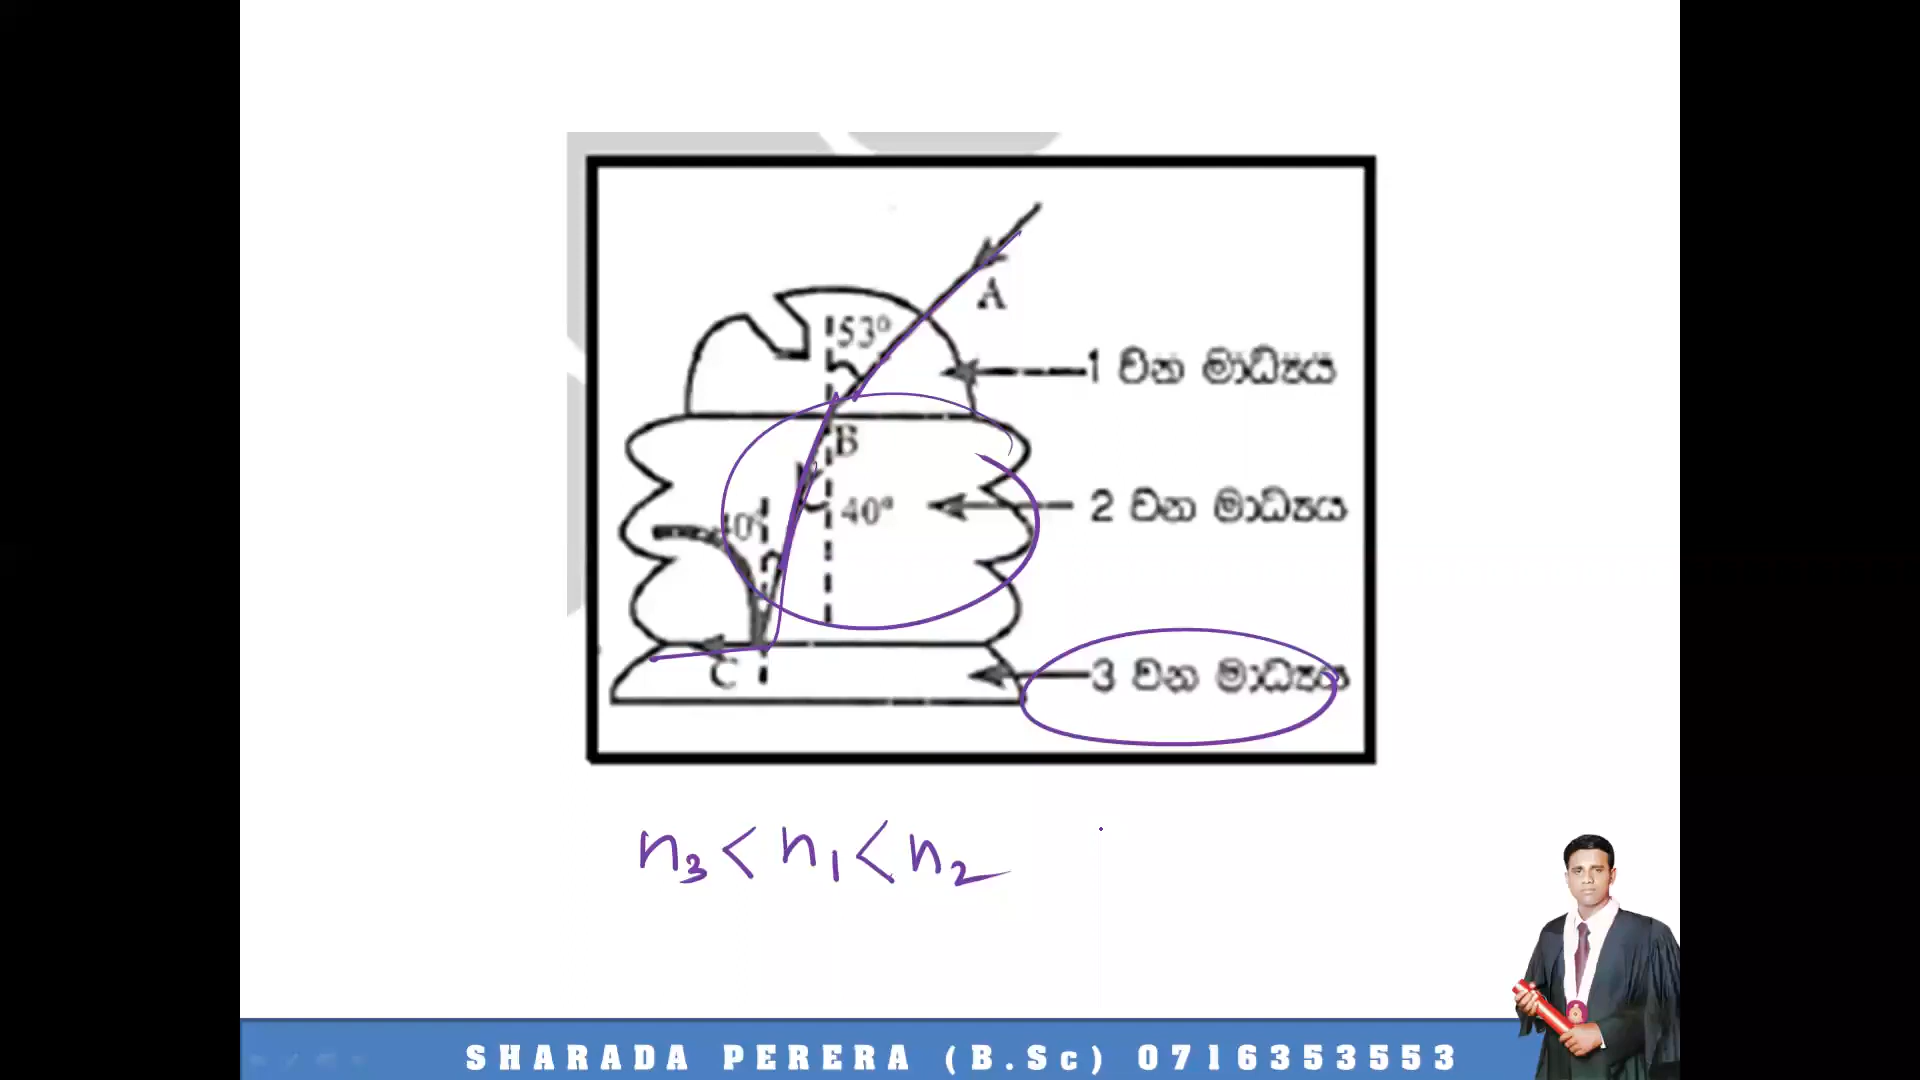 A
53°
1 වන මාධ්‍යය
B
40°
2 වන මාධ්‍යය
40°
C
3 වන මාධ්‍යය
n₃ < n₁ < n₂
SHARADA PERERA (B.Sc) 0716353553